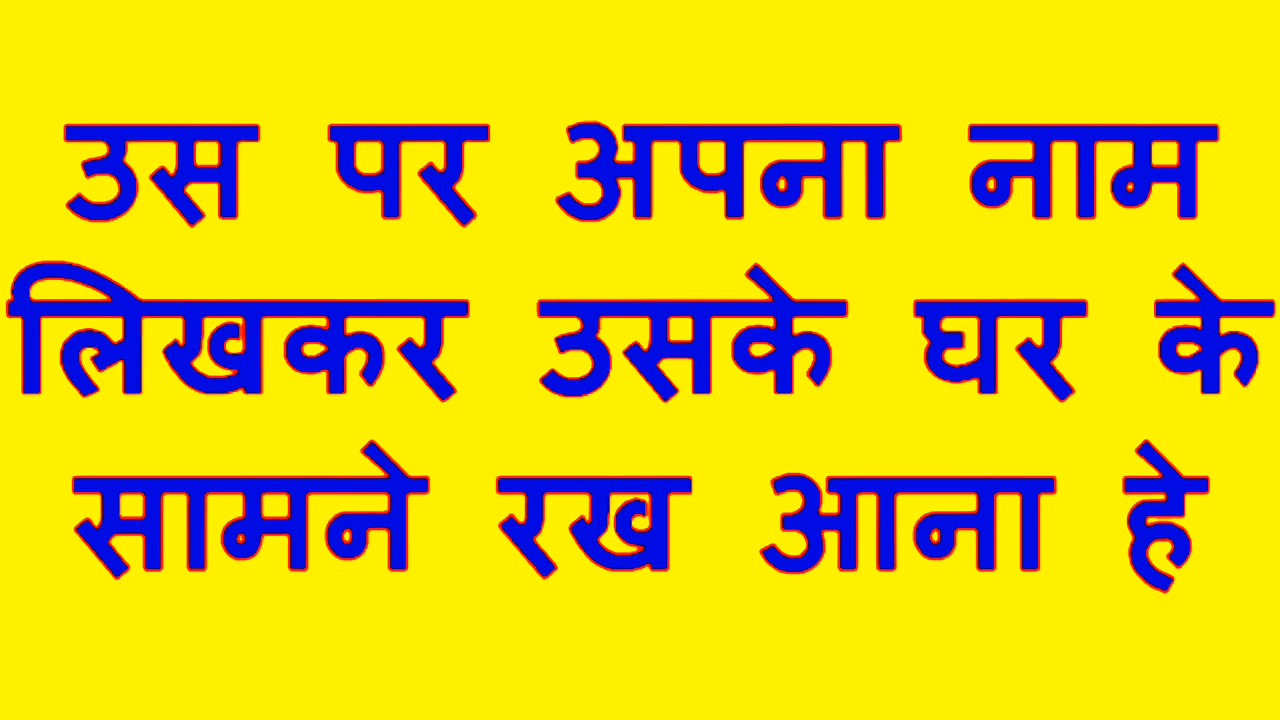 उस पर अपना नाम
लिखकर उसके घर के
सामने रख आना हे